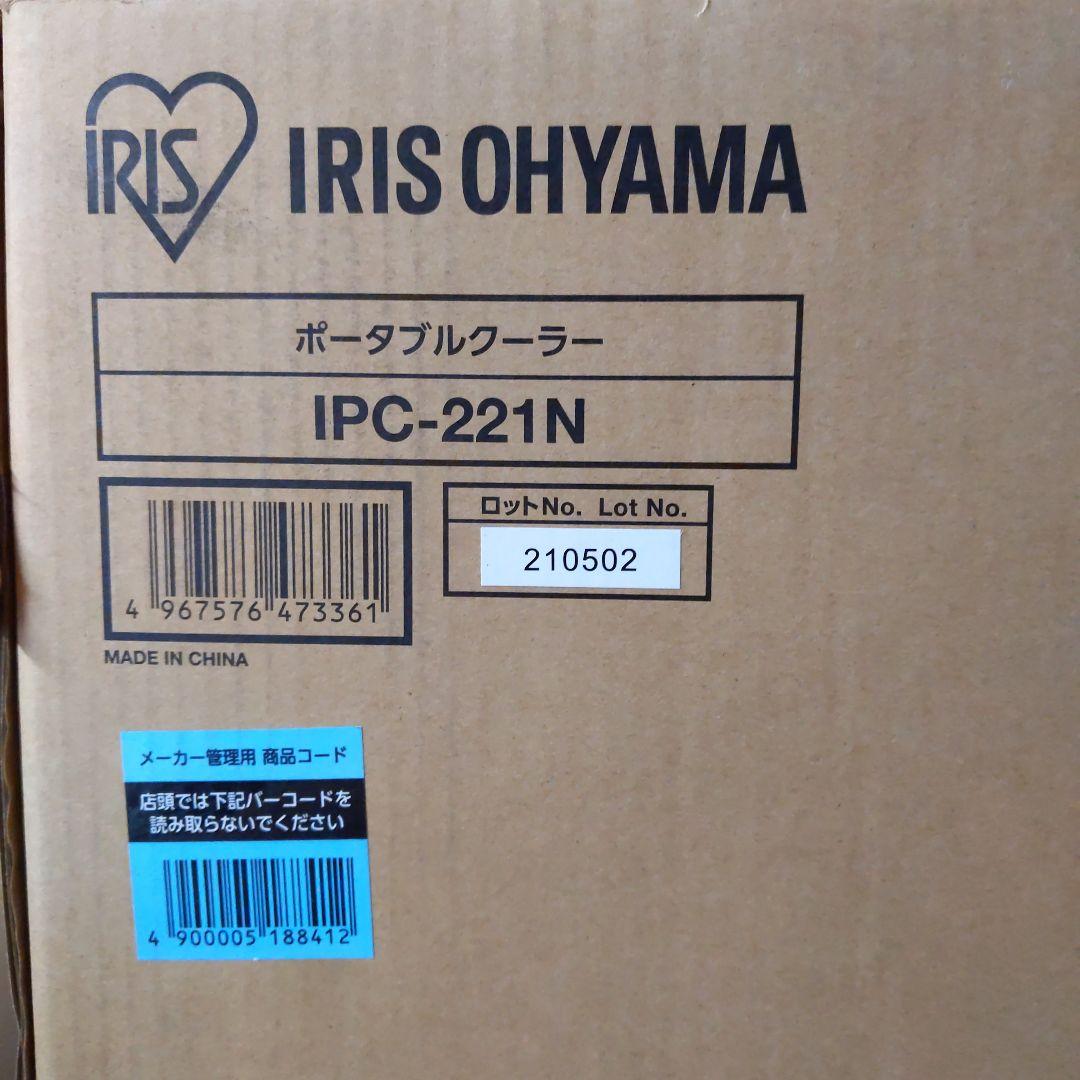 IRIS
IRIS OHYAMA
ポータブルクーラー
IPC-221N
ロットNo. Lot No.
210502
4 967576 473361
MADE IN CHINA
メーカー管理用 商品コード
店頭では下記バーコードを
読み取らないでください
4 900005 188412